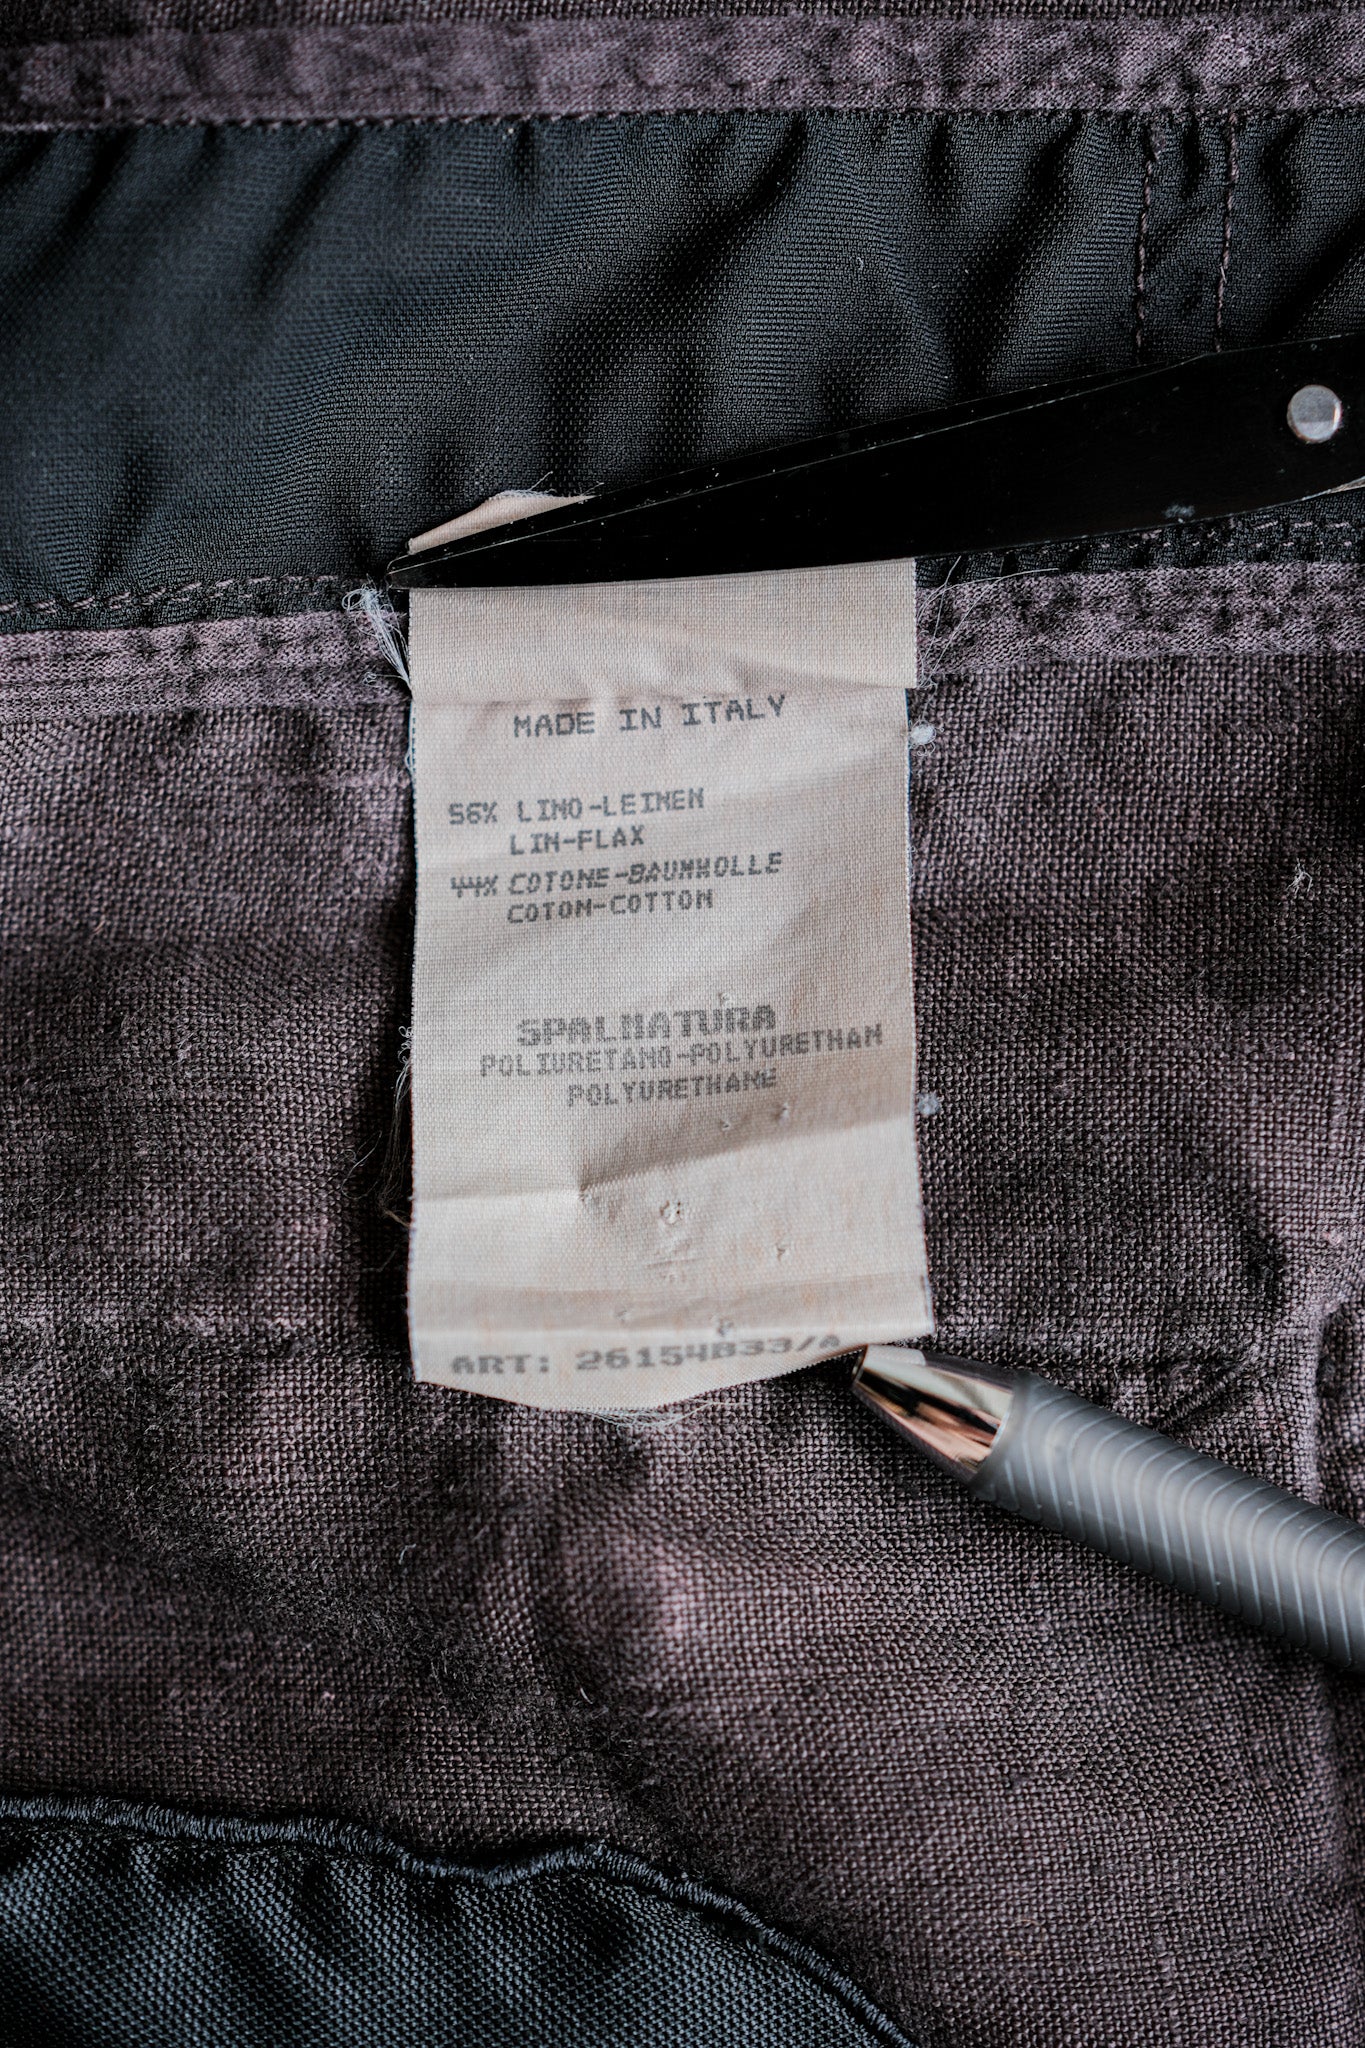 MADE IN ITALY
56% LINO-LEINEN
LIN-FLAX
44% COTONE-BAUMWOLLE
COTON-COTTON
SPALMATURA
POLIURETANO-POLYURETHAN
POLYURETHANE
ART: 26154B33/A